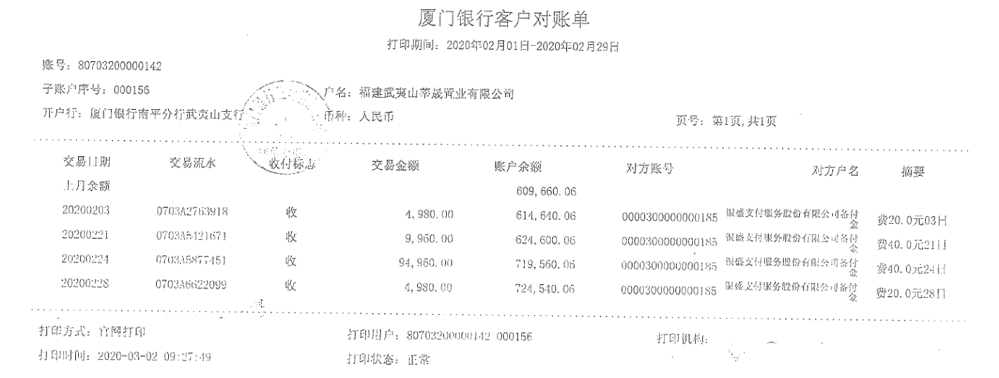 厦门银行客户对账单
打印期间：2020年02月01日-2020年02月29日
账号：80703200000142
子账户序号：000156
户名：福建武夷山莘晟置业有限公司
开户行：厦门银行南平分行武夷山支行
币种：人民币
页号：第1页,共1页
交易日期 交易流水 收付标志 交易金额 账户余额 对方账号 对方户名 摘要
上月余额 609,660.06
20200203 0703A2763918 收 4,980.00 614,640.06 0000300000000185 银盛支付服务股份有限公司备付金 费20.0元03日
20200221 0703A5421671 收 9,960.00 624,600.06 0000300000000185 银盛支付服务股份有限公司备付金 费40.0元21日
20200224 0703A5877451 收 94,960.00 719,560.06 0000300000000185 银盛支付服务股份有限公司备付金 费40.0元24日
20200228 0703A6622099 收 4,980.00 724,540.06 0000300000000185 银盛支付服务股份有限公司备付金 费20.0元28日
打印方式：官网打印
打印用户：80703200000142 000156
打印机构：
打印时间：2020-03-02 09:27:49
打印状态：正常